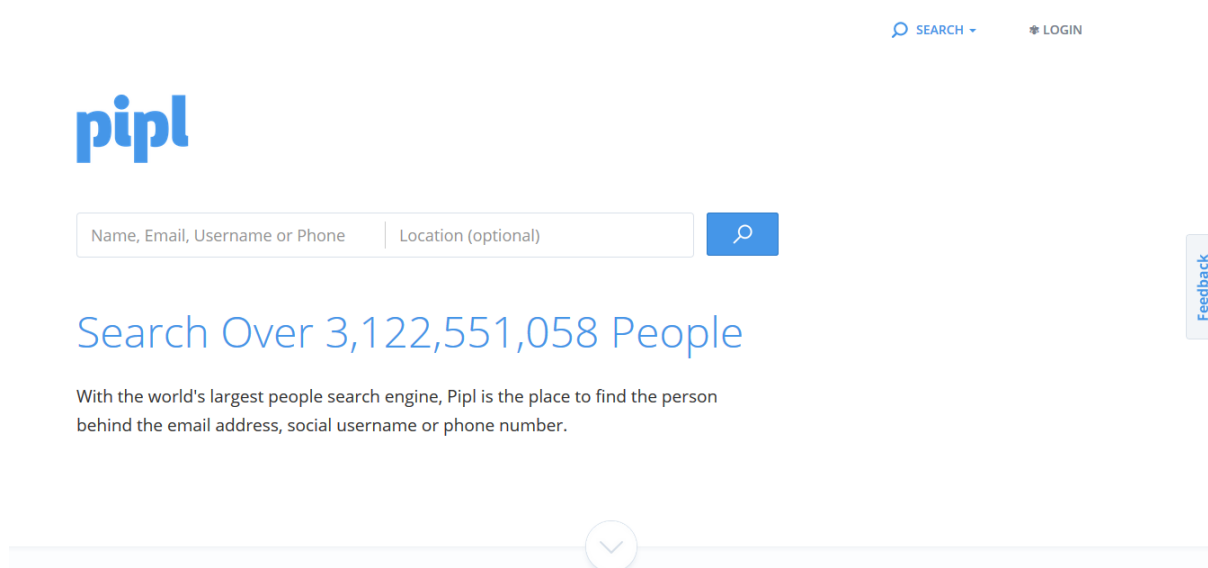 SEARCH
LOGIN
pipl
Name, Email, Username or Phone
Location (optional)
Feedback
Search Over 3,122,551,058 People
With the world's largest people search engine, Pipl is the place to find the person
behind the email address, social username or phone number.